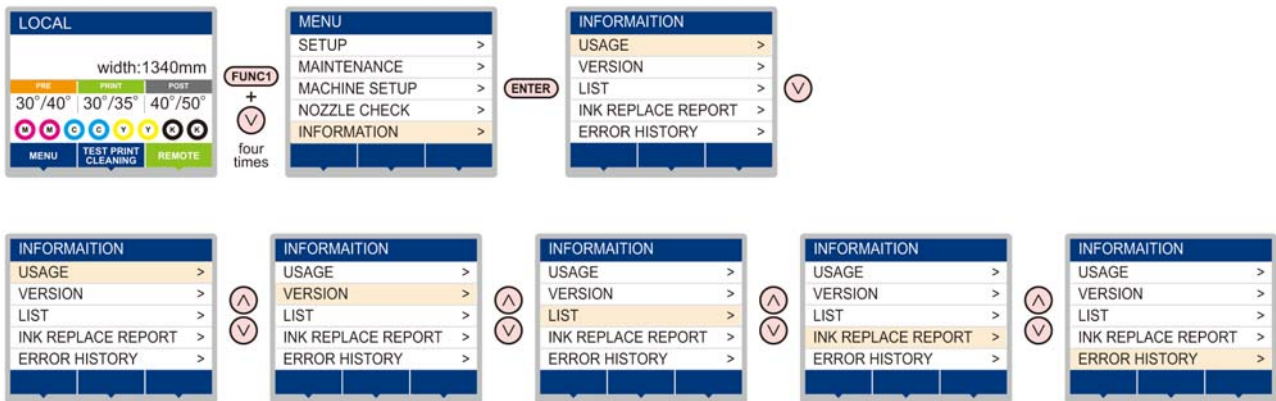 LOCAL
width:1340mm
PRE PRINT POST
30°/40° 30°/35° 40°/50°
M M C C Y Y K K
MENU TEST PRINT CLEANING REMOTE
FUNC1
+
four
times
MENU
SETUP >
MAINTENANCE >
MACHINE SETUP >
NOZZLE CHECK >
INFORMATION >
ENTER
INFORMAITION
USAGE >
VERSION >
LIST >
INK REPLACE REPORT >
ERROR HISTORY >
INFORMAITION
USAGE >
VERSION >
LIST >
INK REPLACE REPORT >
ERROR HISTORY >
INFORMAITION
USAGE >
VERSION >
LIST >
INK REPLACE REPORT >
ERROR HISTORY >
INFORMAITION
USAGE >
VERSION >
LIST >
INK REPLACE REPORT >
ERROR HISTORY >
INFORMAITION
USAGE >
VERSION >
LIST >
INK REPLACE REPORT >
ERROR HISTORY >
INFORMAITION
USAGE >
VERSION >
LIST >
INK REPLACE REPORT >
ERROR HISTORY >